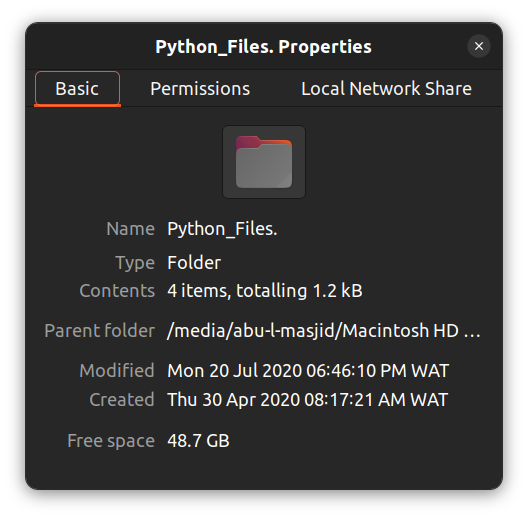 Python_Files. Properties
Basic Permissions Local Network Share
Name Python_Files.
Type Folder
Contents 4 items, totalling 1.2 kB
Parent folder /media/abu-l-masjid/Macintosh HD …
Modified Mon 20 Jul 2020 06:46:10 PM WAT
Created Thu 30 Apr 2020 08:17:21 AM WAT
Free space 48.7 GB